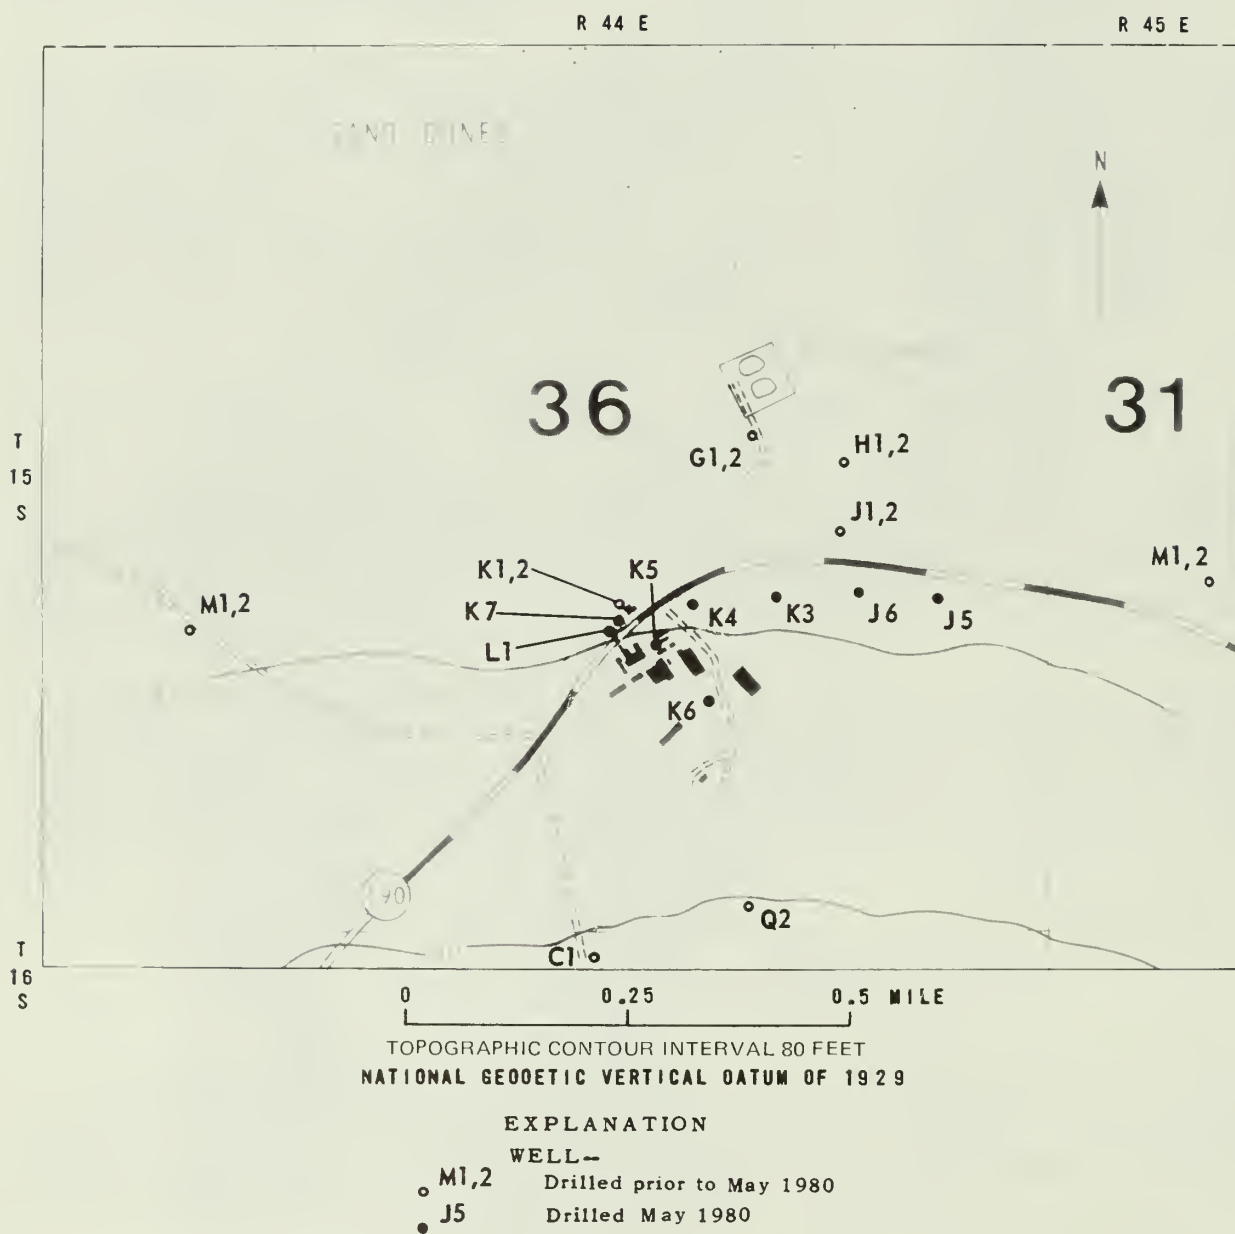 R 44 E
R 45 E
SAND DUNES
N
36
31
T
15
S
G1,2
H1,2
J1,2
K1,2
K5
M1,2
K7
M1,2
K4
K3
J6
J5
L1
K6
190
Q2
T
16
S
C1
0 0.25 0.5 MILE
TOPOGRAPHIC CONTOUR INTERVAL 80 FEET
NATIONAL GEODETIC VERTICAL DATUM OF 1929
EXPLANATION
WELL—
M1,2 Drilled prior to May 1980
J5 Drilled May 1980